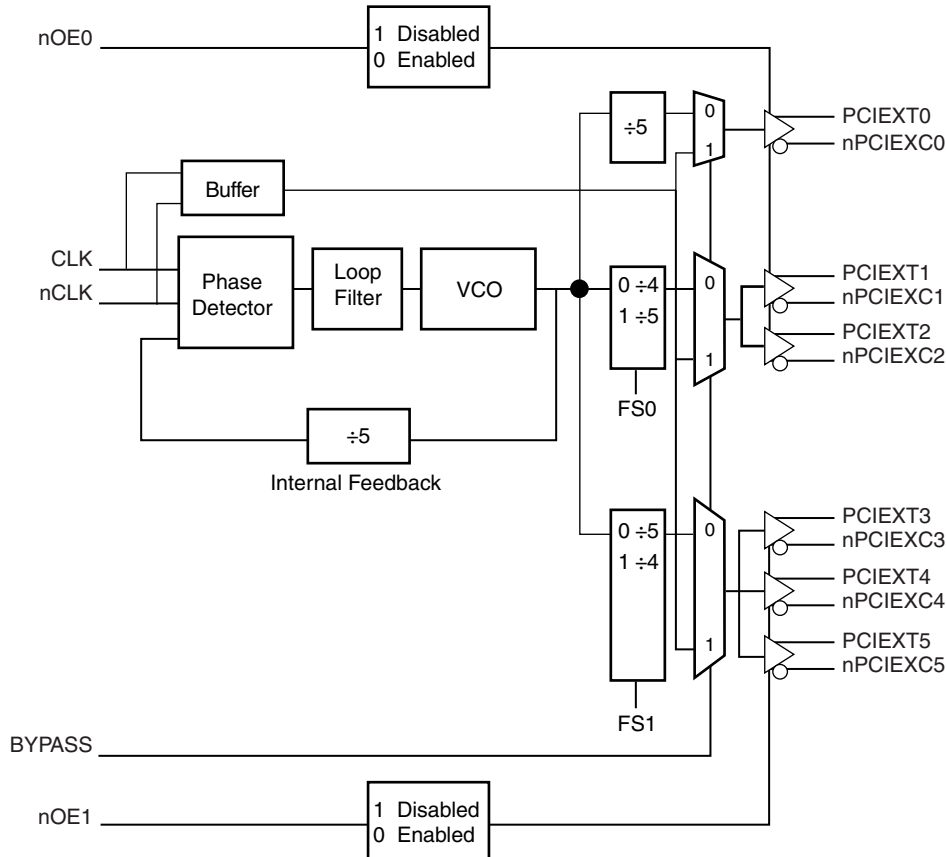 nOE0
1 Disabled
0 Enabled
÷5
0
1
PCIEXT0
nPCIEXC0
Buffer
CLK
nCLK
Phase
Detector
Loop
Filter
VCO
0 ÷4
1 ÷5
FS0
0
1
PCIEXT1
nPCIEXC1
PCIEXT2
nPCIEXC2
÷5
Internal Feedback
0 ÷5
1 ÷4
FS1
0
1
PCIEXT3
nPCIEXC3
PCIEXT4
nPCIEXC4
PCIEXT5
nPCIEXC5
BYPASS
nOE1
1 Disabled
0 Enabled